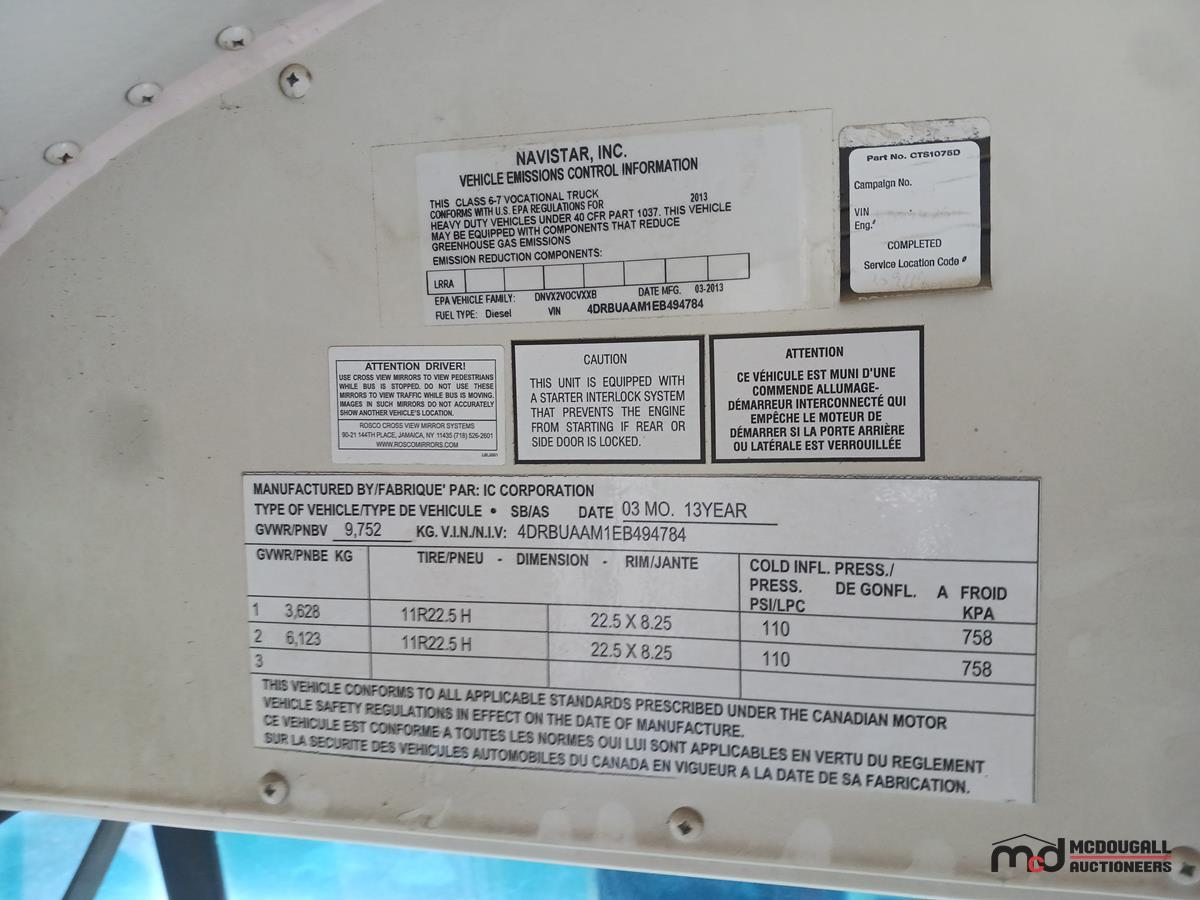 NAVISTAR, INC.
VEHICLE EMISSIONS CONTROL INFORMATION
THIS CLASS 6-7 VOCATIONAL TRUCK
CONFORMS WITH U.S. EPA REGULATIONS FOR 2013
HEAVY DUTY VEHICLES UNDER 40 CFR PART 1037. THIS VEHICLE
MAY BE EQUIPPED WITH COMPONENTS THAT REDUCE
GREENHOUSE GAS EMISSIONS
EMISSION REDUCTION COMPONENTS:
LRRA
EPA VEHICLE FAMILY: DNVX2VOCVXXB DATE MFG. 03-2013
FUEL TYPE: Diesel VIN 4DRBUAAM1EB494784
Part No. CTS1075D
Campaign No.
VIN
Eng.#
COMPLETED
Service Location Code #
ATTENTION DRIVER!
USE CROSS VIEW MIRRORS TO VIEW PEDESTRIANS
WHILE BUS IS STOPPED. DO NOT USE THESE
MIRRORS TO VIEW TRAFFIC WHILE BUS IS MOVING.
IMAGES IN SUCH MIRRORS DO NOT ACCURATELY
SHOW ANOTHER VEHICLE'S LOCATION.
ROSCO CROSS VIEW MIRROR SYSTEMS
90-21 144TH PLACE, JAMAICA, NY 11435 (718) 526-2601
WWW.ROSCOMIRRORS.COM
CAUTION
THIS UNIT IS EQUIPPED WITH
A STARTER INTERLOCK SYSTEM
THAT PREVENTS THE ENGINE
FROM STARTING IF REAR OR
SIDE DOOR IS LOCKED.
ATTENTION
CE VÉHICULE EST MUNI D'UNE
COMMENDE ALLUMAGE-
DÉMARREUR INTERCONNECTÉ QUI
EMPÊCHE LE MOTEUR DE
DÉMARRER SI LA PORTE ARRIÈRE
OU LATÉRALE EST VERROUILLÉE
MANUFACTURED BY/FABRIQUE' PAR: IC CORPORATION
TYPE OF VEHICLE/TYPE DE VEHICULE • SB/AS DATE 03 MO. 13YEAR
GVWR/PNBV 9,752 KG. V.I.N./N.I.V: 4DRBUAAM1EB494784
GVWR/PNBE KG TIRE/PNEU - DIMENSION - RIM/JANTE COLD INFL. PRESS./
PRESS. DE GONFL. A FROID
PSI/LPC KPA
1 3,628 11R22.5 H 22.5 X 8.25 110 758
2 6,123 11R22.5 H 22.5 X 8.25 110 758
3
THIS VEHICLE CONFORMS TO ALL APPLICABLE STANDARDS PRESCRIBED UNDER THE CANADIAN MOTOR
VEHICLE SAFETY REGULATIONS IN EFFECT ON THE DATE OF MANUFACTURE.
CE VEHICULE EST CONFORME A TOUTES LES NORMES OUI LUI SONT APPLICABLES EN VERTU DU REGLEMENT
SUR LA SECURITE DES VEHICULES AUTOMOBILES DU CANADA EN VIGUEUR A LA DATE DE SA FABRICATION.
mcd MCDOUGALL
AUCTIONEERS